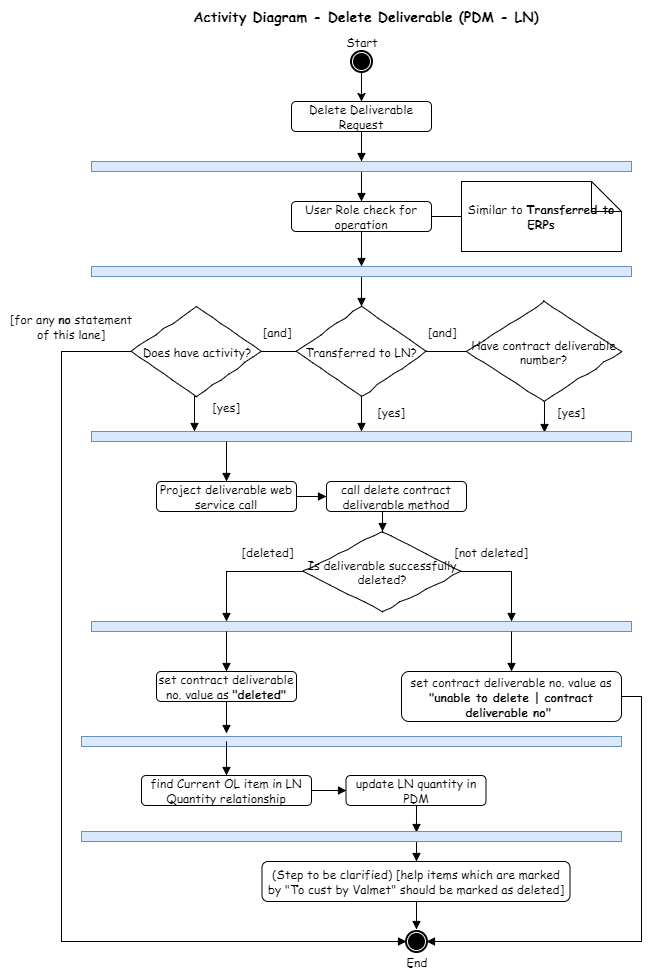 Activity Diagram - Delete Deliverable (PDM - LN)
Start
Delete Deliverable
Request
User Role check for
operation
Similar to Transferred to
ERPs
[for any no statement
of this lane]
Does have activity?
[and]
Transferred to LN?
[and]
Have contract deliverable
number?
[yes]
[yes]
[yes]
Project deliverable web
service call
call delete contract
deliverable method
[deleted]
Is deliverable successfully
deleted?
[not deleted]
set contract deliverable
no. value as "deleted"
set contract deliverable no. value as
"unable to delete | contract
deliverable no"
find Current OL item in LN
Quantity relationship
update LN quantity in
PDM
(Step to be clarified) [help items which are marked
by "To cust by Valmet" should be marked as deleted]
End